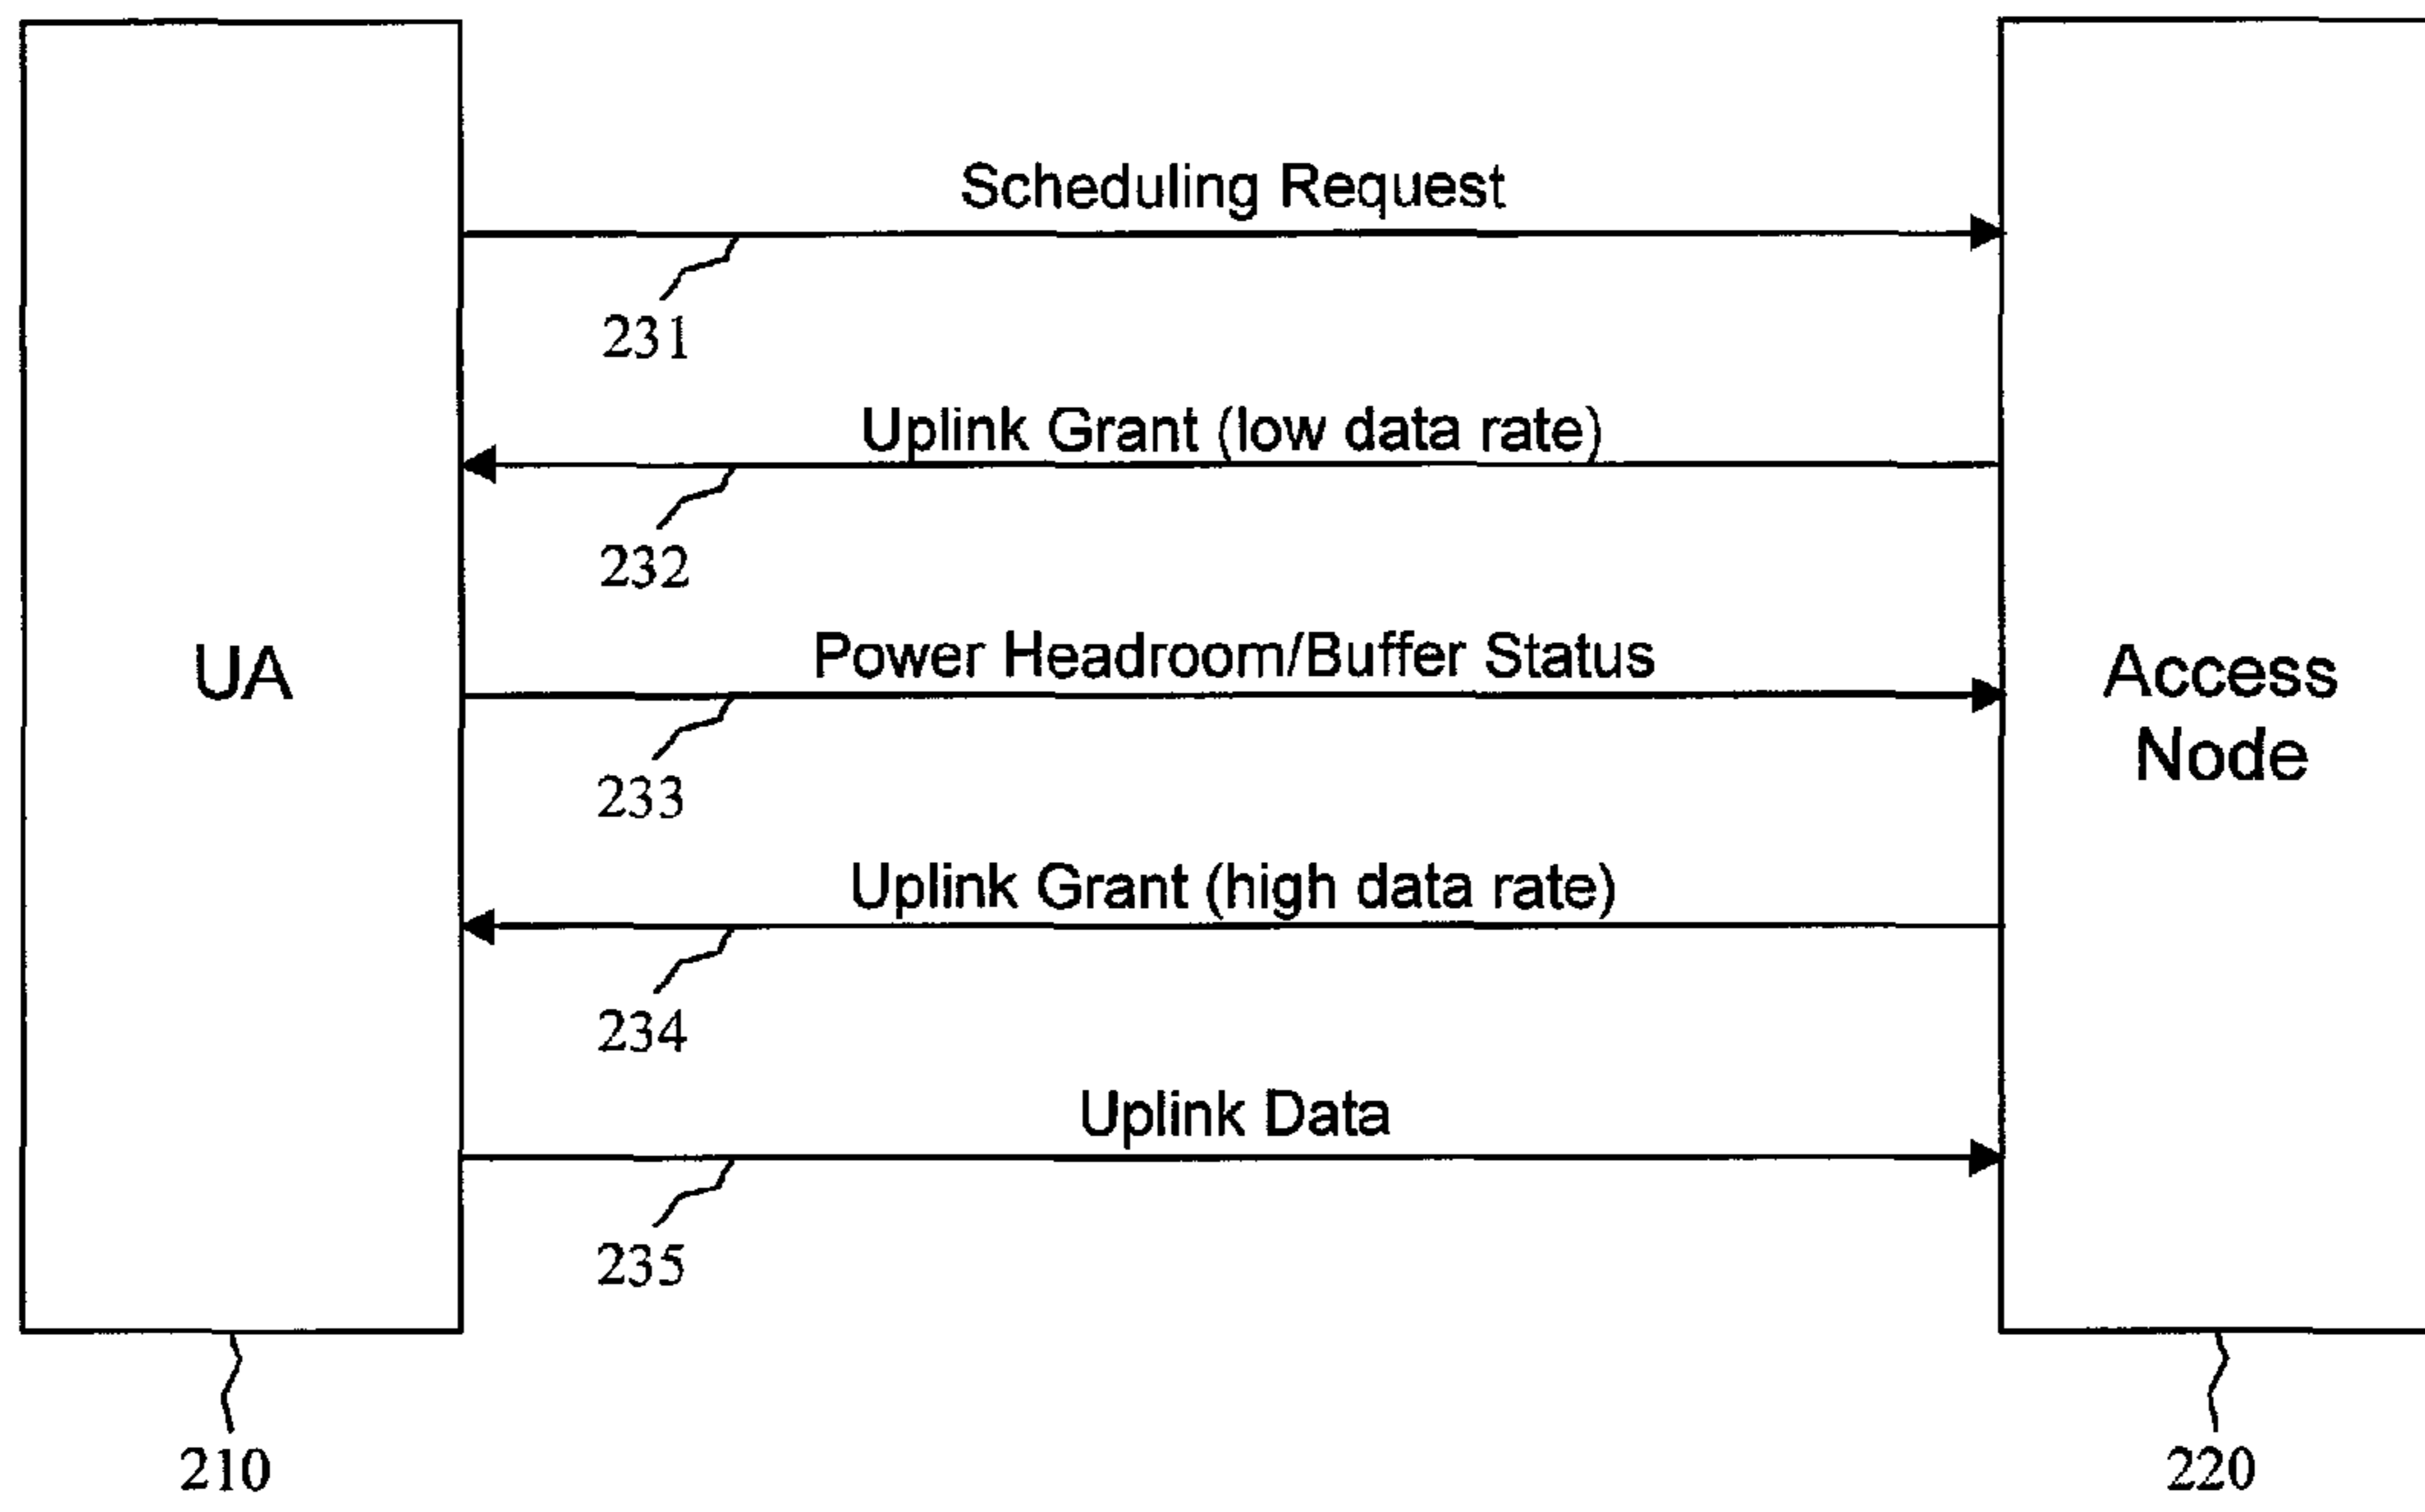 Scheduling Request
231
Uplink Grant (low data rate)
232
Power Headroom/Buffer Status
UA
Access
Node
233
Uplink Grant (high data rate)
234
Uplink Data
235
210
220